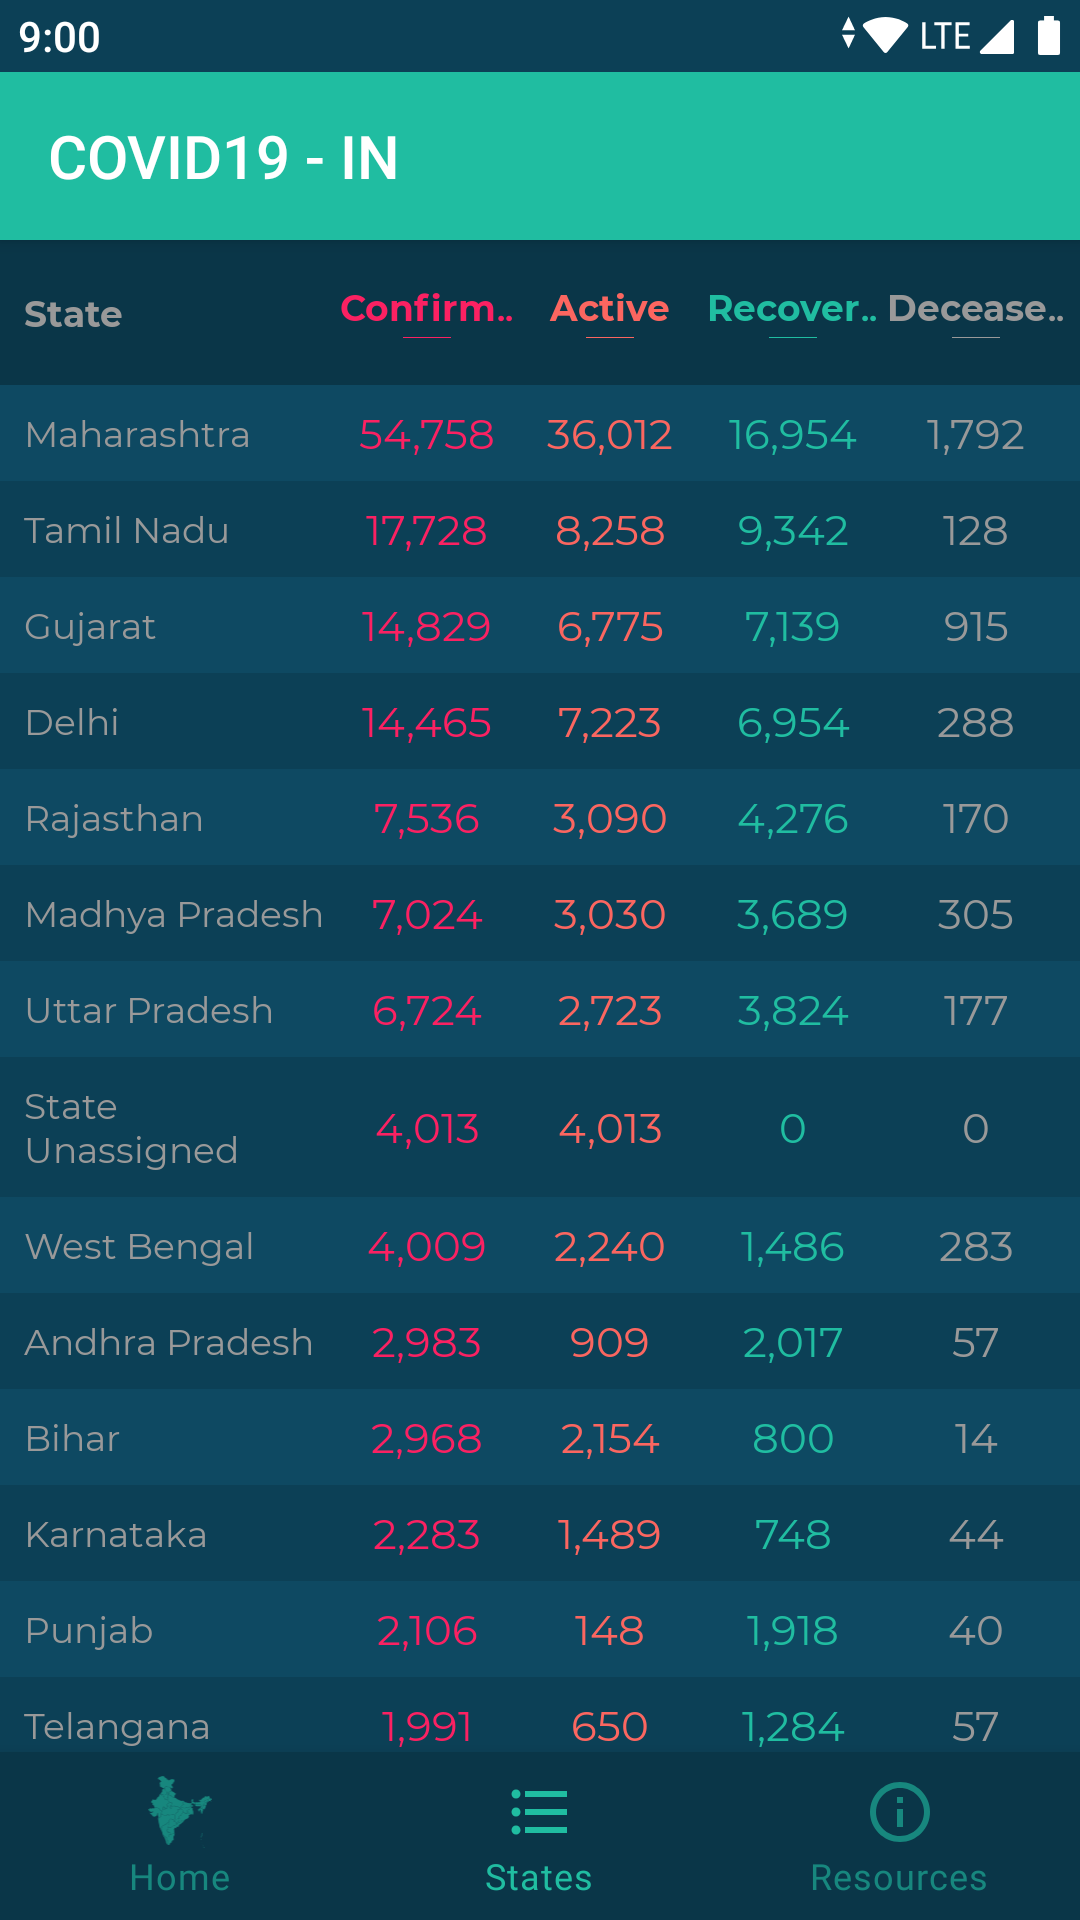 9:00 LTE
COVID19 - IN
State Confirm.. Active Recover.. Decease..
Maharashtra 54,758 36,012 16,954 1,792
Tamil Nadu 17,728 8,258 9,342 128
Gujarat 14,829 6,775 7,139 915
Delhi 14,465 7,223 6,954 288
Rajasthan 7,536 3,090 4,276 170
Madhya Pradesh 7,024 3,030 3,689 305
Uttar Pradesh 6,724 2,723 3,824 177
State
Unassigned 4,013 4,013 0 0
West Bengal 4,009 2,240 1,486 283
Andhra Pradesh 2,983 909 2,017 57
Bihar 2,968 2,154 800 14
Karnataka 2,283 1,489 748 44
Punjab 2,106 148 1,918 40
Telangana 1,991 650 1,284 57
Home States Resources